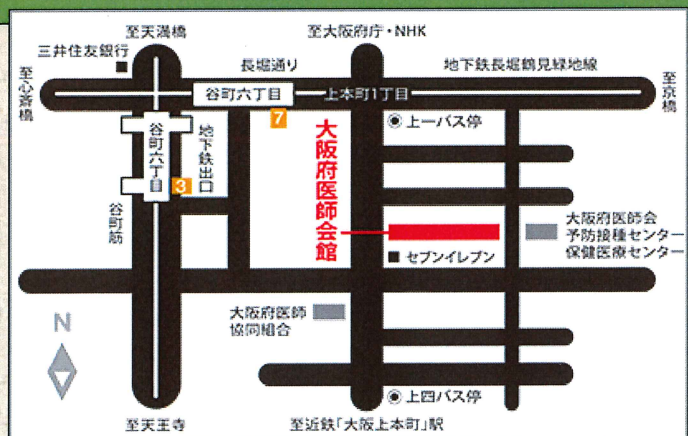 至天満橋
至大阪府庁・NHK
三井住友銀行
長堀通り
地下鉄長堀鶴見緑地線
至心斎橋
谷町六丁目
上本町1丁目
至京橋
7
上一バス停
谷町六丁目
地下鉄出口
3
大阪府医師会館
谷町筋
大阪府医師会
予防接種センター
保健医療センター
セブンイレブン
大阪府医師
協同組合
N
上四バス停
至天王寺
至近鉄「大阪上本町」駅